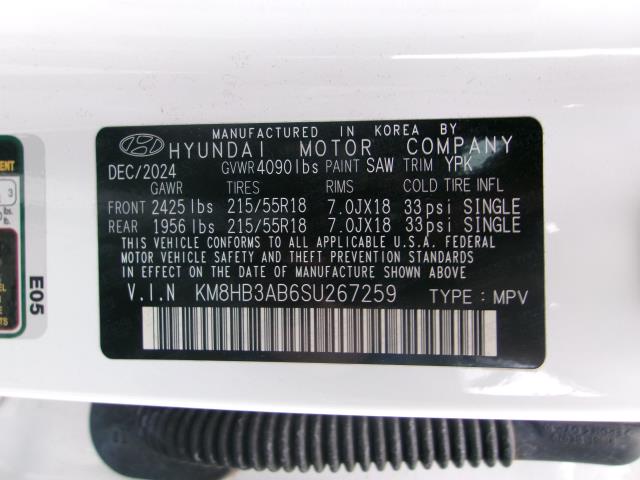 MANUFACTURED IN KOREA BY
HYUNDAI MOTOR COMPANY
DEC/2024 GVWR 4090lbs PAINT SAW TRIM YPK
GAWR TIRES RIMS COLD TIRE INFL
FRONT 2425 lbs 215/55R18 7.0JX18 33psi SINGLE
REAR 1956 lbs 215/55R18 7.0JX18 33psi SINGLE
THIS VEHICLE CONFORMS TO ALL APPLICABLE U.S.A. FEDERAL
MOTOR VEHICLE SAFETY AND THEFT PREVENTION STANDARDS
IN EFFECT ON THE DATE OF MANUFACTURE SHOWN ABOVE.
V.I.N KM8HB3AB6SU267259 TYPE : MPV
E05